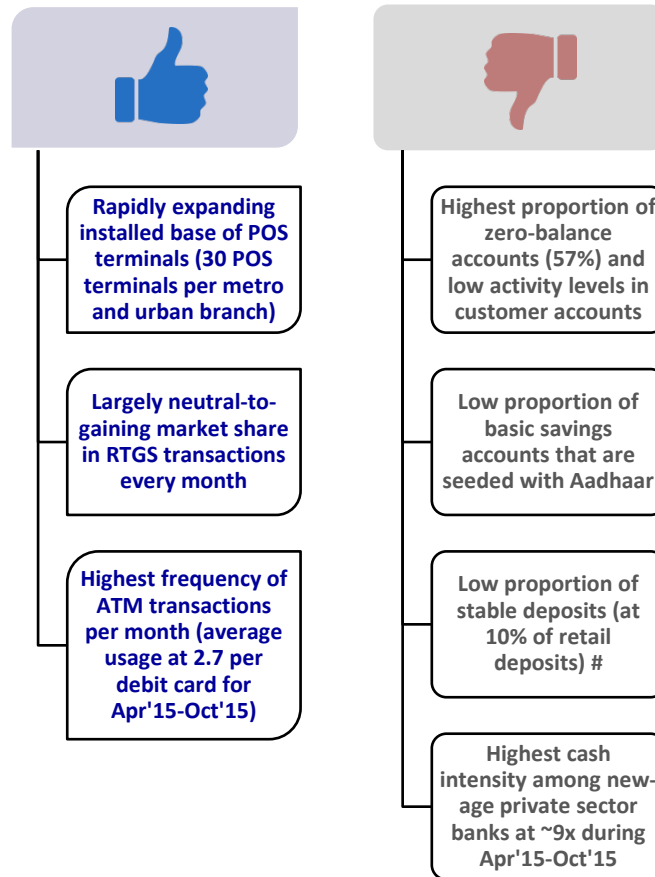 Rapidly expanding
installed base of POS
terminals (30 POS
terminals per metro
and urban branch)
Largely neutral-to-
gaining market share
in RTGS transactions
every month
Highest frequency of
ATM transactions
per month (average
usage at 2.7 per
debit card for
Apr'15-Oct'15)
Highest proportion of
zero-balance
accounts (57%) and
low activity levels in
customer accounts
Low proportion of
basic savings
accounts that are
seeded with Aadhaar
Low proportion of
stable deposits (at
10% of retail
deposits) #
Highest cash
intensity among new-
age private sector
banks at ~9x during
Apr'15-Oct'15